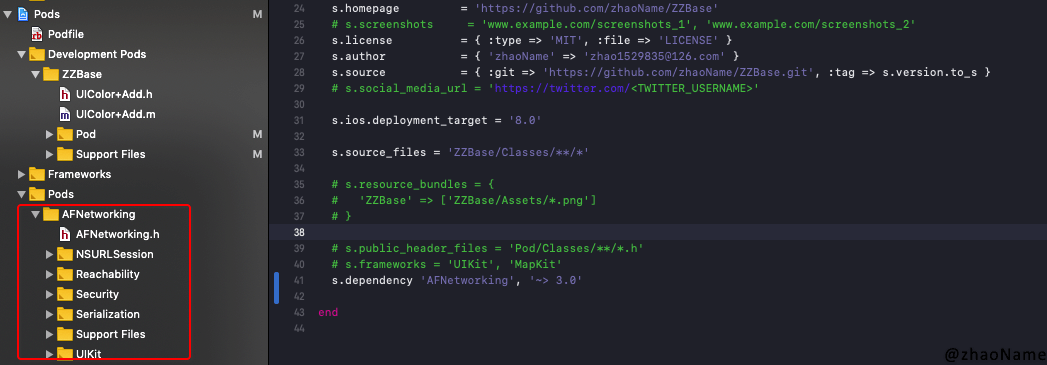 Pods M
Podfile
Development Pods
ZZBase
UIColor+Add.h
UIColor+Add.m
Pod M
Support Files M
Frameworks
Pods
AFNetworking
AFNetworking.h
NSURLSession
Reachability
Security
Serialization
Support Files
UIKit
24 s.homepage = 'https://github.com/zhaoName/ZZBase'
25 # s.screenshots = 'www.example.com/screenshots_1', 'www.example.com/screenshots_2'
26 s.license = { :type => 'MIT', :file => 'LICENSE' }
27 s.author = { 'zhaoName' => 'zhao1529835@126.com' }
28 s.source = { :git => 'https://github.com/zhaoName/ZZBase.git', :tag => s.version.to_s }
29 # s.social_media_url = 'https://twitter.com/<TWITTER_USERNAME>'
30
31 s.ios.deployment_target = '8.0'
32
33 s.source_files = 'ZZBase/Classes/**/*'
34
35 # s.resource_bundles = {
36 # 'ZZBase' => ['ZZBase/Assets/*.png']
37 # }
38
39 # s.public_header_files = 'Pod/Classes/**/*.h'
40 # s.frameworks = 'UIKit', 'MapKit'
41 s.dependency 'AFNetworking', '~> 3.0'
42
43 end
44
@zhaoName